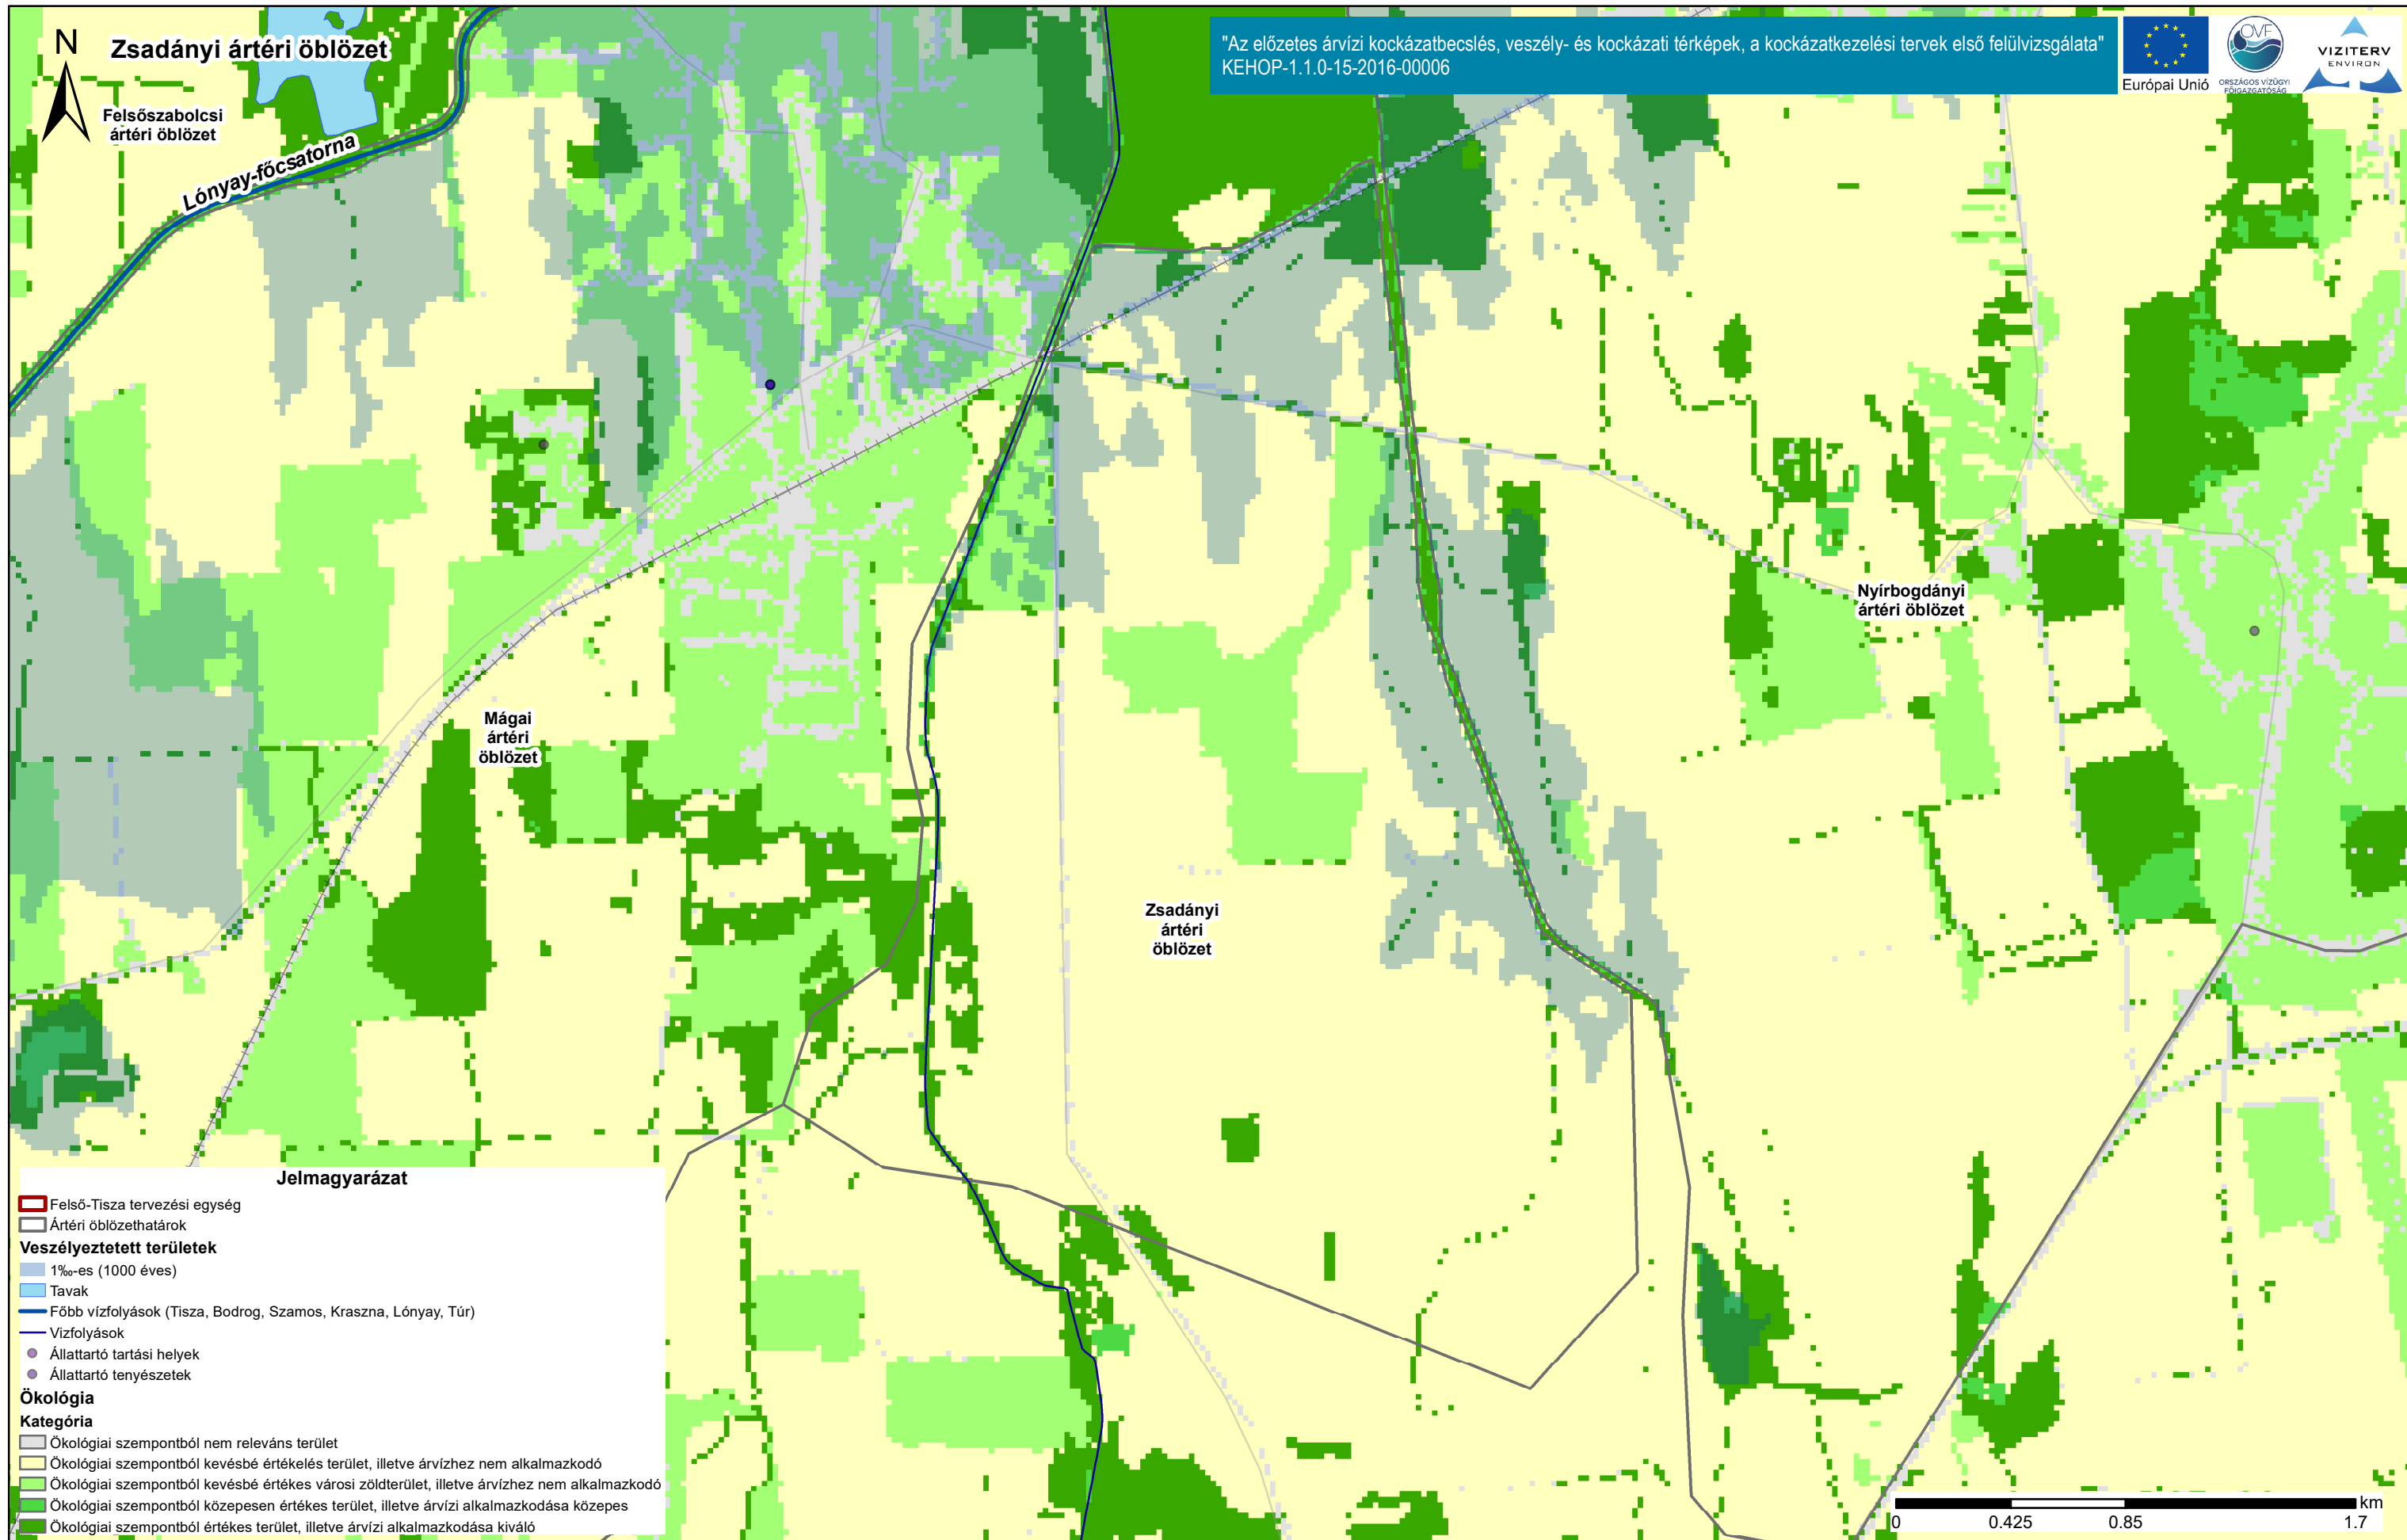 N
Zsadányi ártéri öblözet
Felsőszabolcsi
ártéri öblözet
Lónyay-főcsatorna
"Az előzetes árvízi kockázatbecslés, veszély- és kockázati térképek, a kockázatkezelési tervek első felülvizsgálata"
KEHOP-1.1.0-15-2016-00006
Európai Unió
OVF
ORSZÁGOS VÍZÜGYI
FŐIGAZGATÓSÁG
VIZITERV
ENVIRON
Nyírbogdányi
ártéri öblözet
Mágai
ártéri
öblözet
Zsadányi
ártéri
öblözet
Jelmagyarázat
Felső-Tisza tervezési egység
Ártéri öblözethatárok
Veszélyeztetett területek
1‰-es (1000 éves)
Tavak
Főbb vízfolyások (Tisza, Bodrog, Szamos, Kraszna, Lónyay, Túr)
Vizfolyások
Állattartó tartási helyek
Állattartó tenyészetek
Ökológia
Kategória
Ökológiai szempontból nem releváns terület
Ökológiai szempontból kevésbé értékelés terület, illetve árvízhez nem alkalmazkodó
Ökológiai szempontból kevésbé értékes városi zöldterület, illetve árvízhez nem alkalmazkodó
Ökológiai szempontból közepesen értékes terület, illetve árvízi alkalmazkodása közepes
Ökológiai szempontból értékes terület, illetve árvízi alkalmazkodása kiváló
km
0 0.425 0.85 1.7